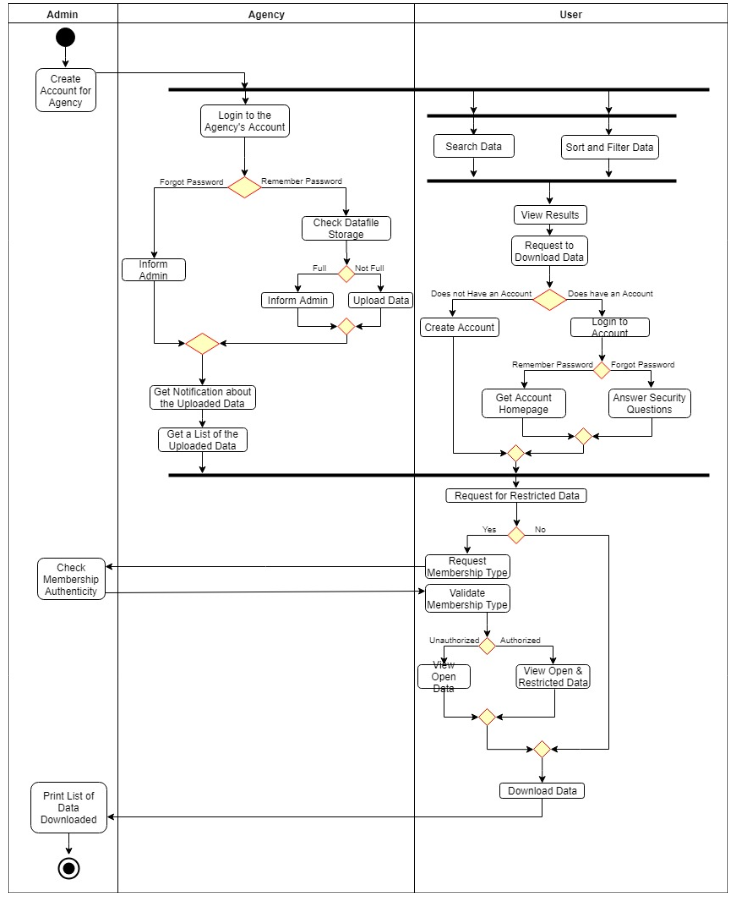 Admin
Agency
User
Create
Account for
Agency
Login to the
Agency's Account
Search Data
Sort and Filter Data
Forgot Password
Remember Password
View Results
Check Datafile
Storage
Request to
Download Data
Inform
Admin
Full
Not Full
Inform Admin
Upload Data
Does not Have an Account
Does have an Account
Create Account
Login to
Account
Remember Password
Forgot Password
Get Account
Homepage
Answer Security
Questions
Get Notification about
the Uploaded Data
Get a List of the
Uploaded Data
Request for Restricted Data
Yes
No
Request
Membership Type
Check
Membership
Authenticity
Validate
Membership Type
Unauthorized
Authorized
View
Open
Data
View Open &
Restricted Data
Download Data
Print List of
Data
Downloaded